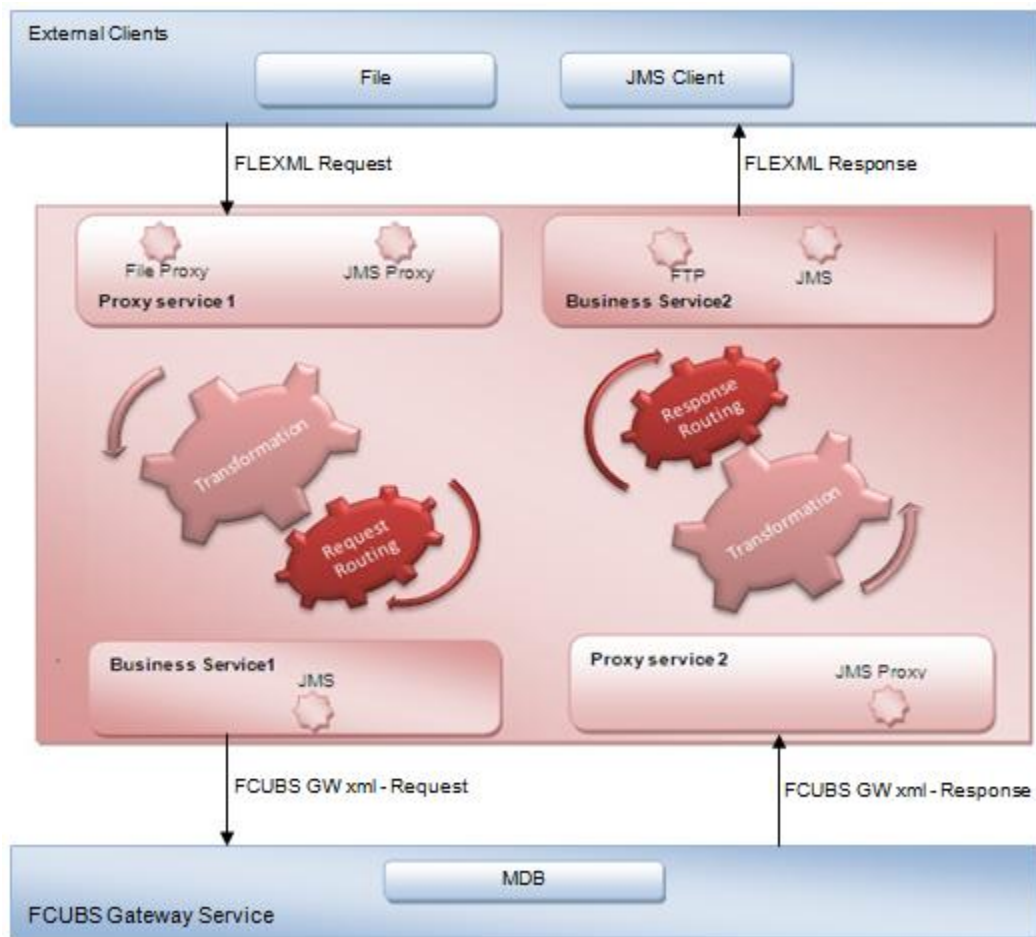 External Clients
File
JMS Client
FLEXML Request
FLEXML Response
File Proxy
JMS Proxy
Proxy service 1
FTP
JMS
Business Service2
Transformation
Request
Routing
Response
Routing
Transformation
Business Service1
JMS
Proxy service 2
JMS Proxy
FCUBS GW xml - Request
FCUBS GW xml - Response
MDB
FCUBS Gateway Service